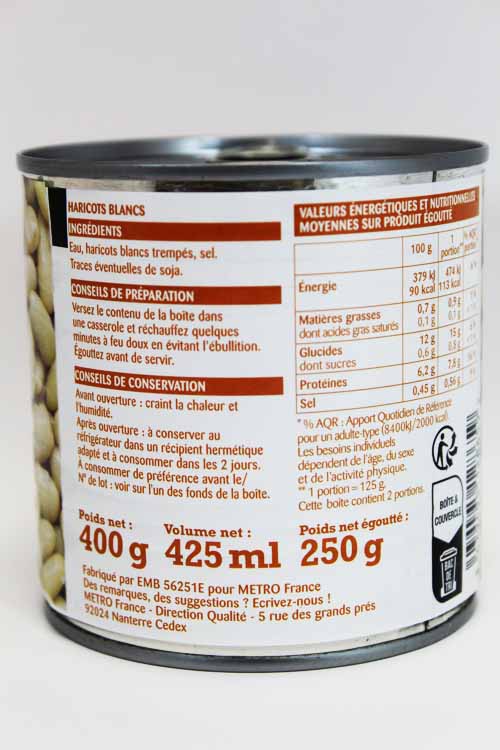 HARICOTS BLANCS
INGRÉDIENTS
Eau, haricots blancs trempés, sel.
Traces éventuelles de soja.
CONSEILS DE PRÉPARATION
Versez le contenu de la boîte dans
une casserole et réchauffez quelques
minutes à feu doux en évitant l'ébullition.
Égouttez avant de servir.
CONSEILS DE CONSERVATION
Avant ouverture : craint la chaleur et
l'humidité.
Après ouverture : à conserver au
réfrigérateur dans un récipient hermétique
adapté et à consommer dans les 2 jours.
À consommer de préférence avant le/
N° de lot : voir sur l'un des fonds de la boîte.
VALEURS ÉNERGÉTIQUES ET NUTRITIONNELLES
MOYENNES SUR PRODUIT ÉGOUTTÉ
100 g 1 portion** % AQR*
Énergie 379 kJ 474 kJ
90 kcal 113 kcal
Matières grasses 0,7 g 0,9 g
dont acides gras saturés 0,1 g
Glucides 12 g 15 g
dont sucres 0,6 g 0,8 g
Protéines 6,2 g 7,8 g
Sel 0,45 g 0,56 g
* % AQR : Apport Quotidien de Référence
pour un adulte-type (8400kJ/2000 kcal).
Les besoins individuels
dépendent de l'âge, du sexe
et de l'activité physique.
** 1 portion = 125 g.
Cette boîte contient 2 portions.
BOÎTE &
COUVERCLE
BAC
DE
TRI
Poids net :
400 g
Volume net :
425 ml
Poids net égoutté :
250 g
Fabriqué par EMB 56251E pour METRO France
Des remarques, des suggestions ? Ecrivez-nous !
METRO France - Direction Qualité - 5 rue des grands prés
92024 Nanterre Cedex